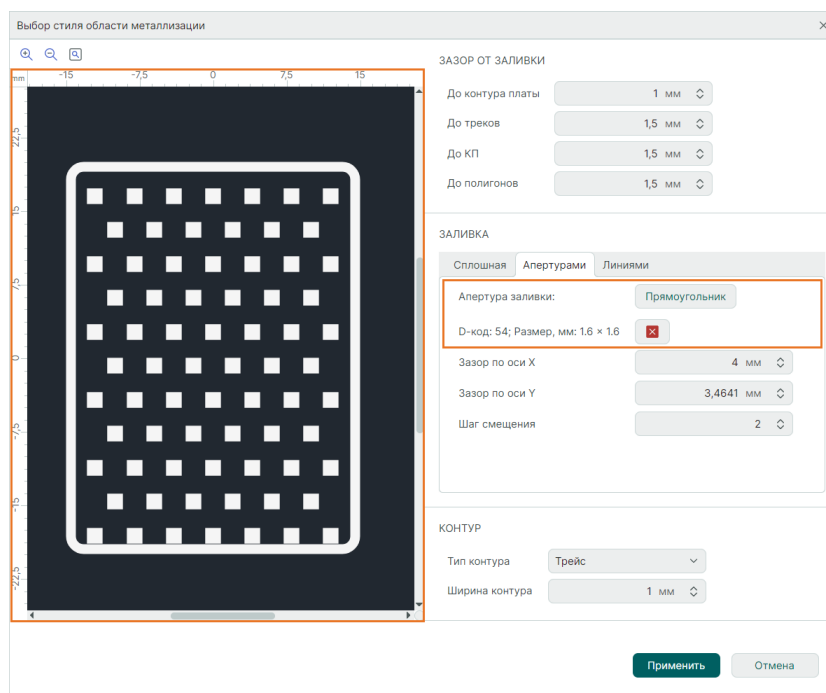 Выбор стиля области металлизации
mm -15 -7,5 0 7,5 15
22,5
15
7,5
0
-7,5
-15
-22,5
ЗАЗОР ОТ ЗАЛИВКИ
До контура платы 1 мм
До треков 1,5 мм
До КП 1,5 мм
До полигонов 1,5 мм
ЗАЛИВКА
Сплошная Апертурами Линиями
Апертура заливки: Прямоугольник
D-код: 54; Размер, мм: 1.6 × 1.6
Зазор по оси X 4 мм
Зазор по оси Y 3,4641 мм
Шаг смещения 2
КОНТУР
Тип контура Трейс
Ширина контура 1 мм
Применить Отмена